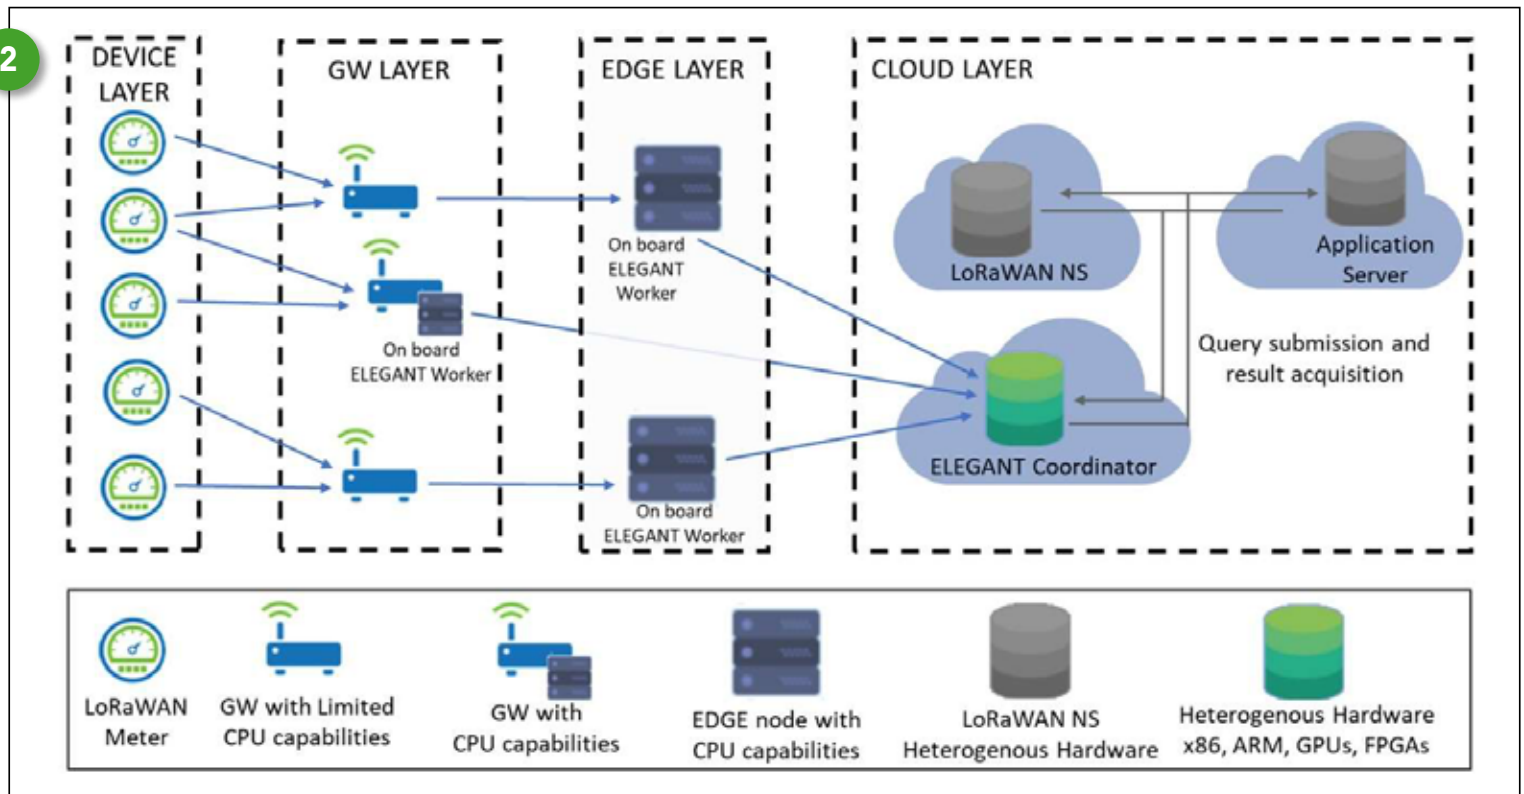 2
DEVICE
LAYER
GW LAYER
EDGE LAYER
CLOUD LAYER
On board
ELEGANT
Worker
LoRaWAN NS
Application
Server
On board
ELEGANT Worker
Query submission and
result acquisition
ELEGANT Coordinator
On board
ELEGANT Worker
LoRaWAN
Meter
GW with Limited
CPU capabilities
GW with
CPU capabilities
EDGE node with
CPU capabilities
LoRaWAN NS
Heterogenous Hardware
Heterogenous Hardware
x86, ARM, GPUs, FPGAs